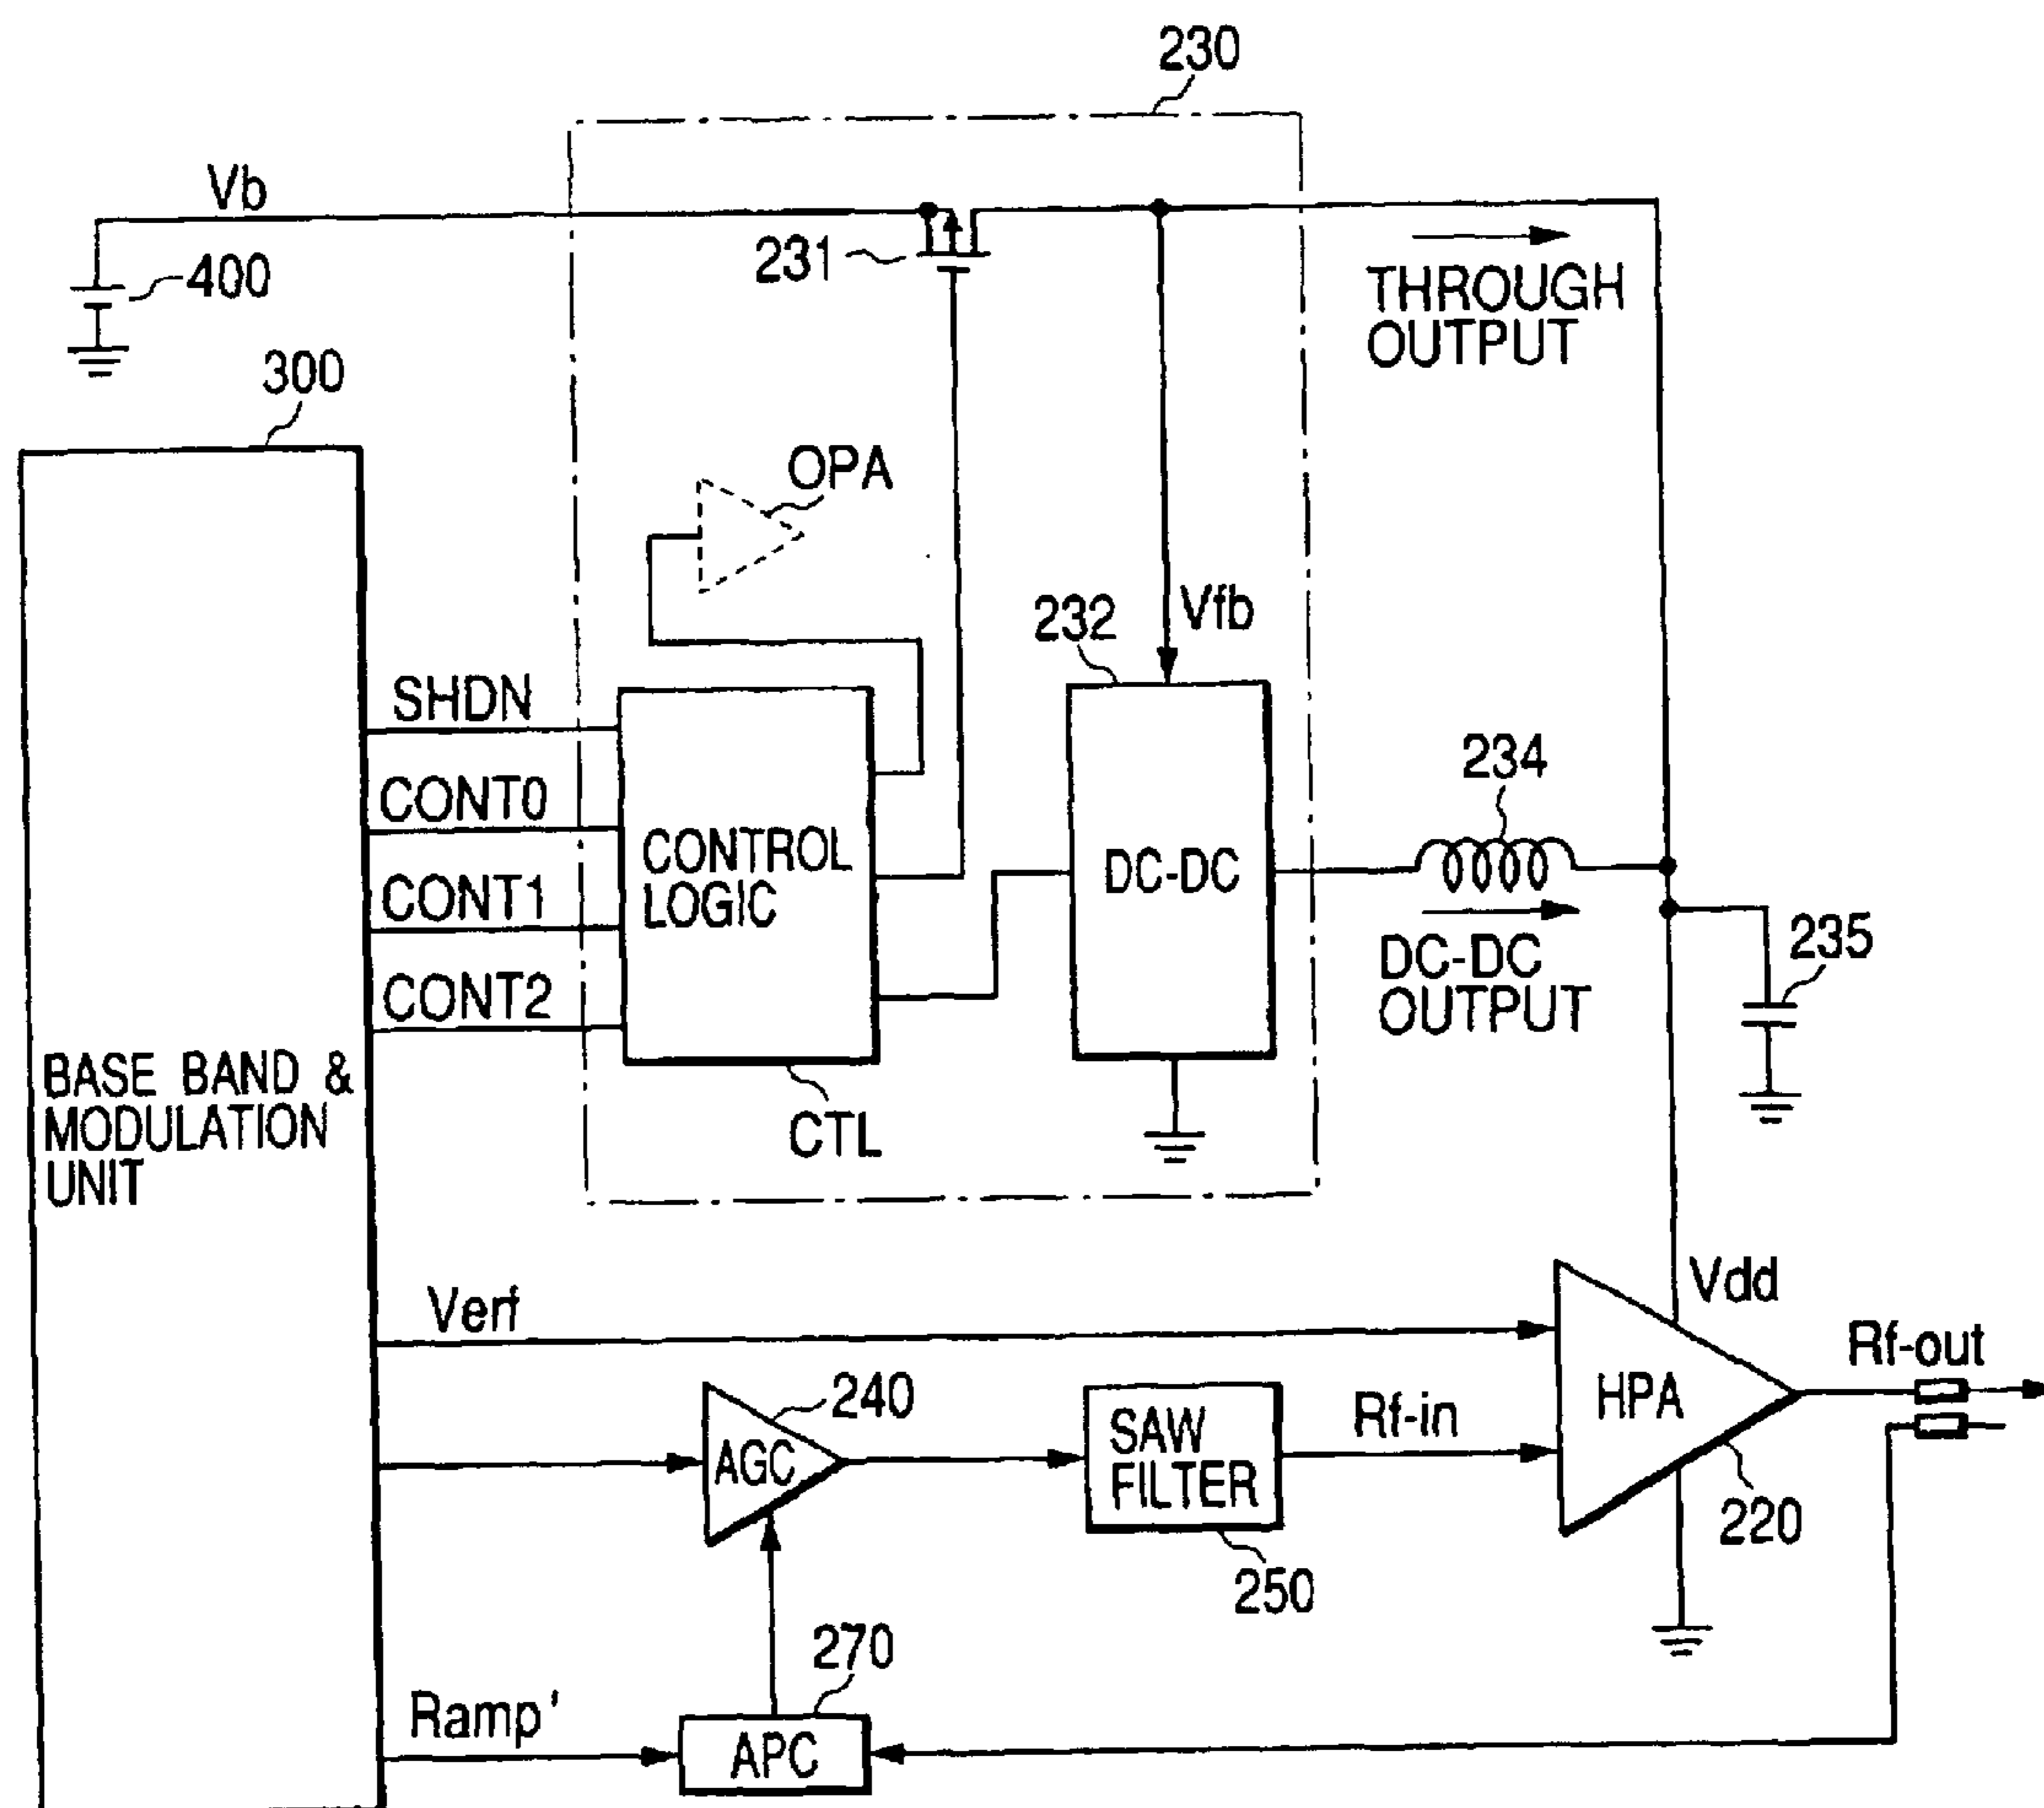 230
Vb
231
400
THROUGH
OUTPUT
300
OPA
Vfb
232
SHDN
234
CONT0
CONTROL
LOGIC
DC-DC
CONT1
DC-DC
OUTPUT
235
CONT2
BASE BAND &
MODULATION
UNIT
CTL
Verf
Vdd
Rf-out
240
HPA
Rf-in
AGC
SAW
FILTER
220
250
270
Ramp'
APC